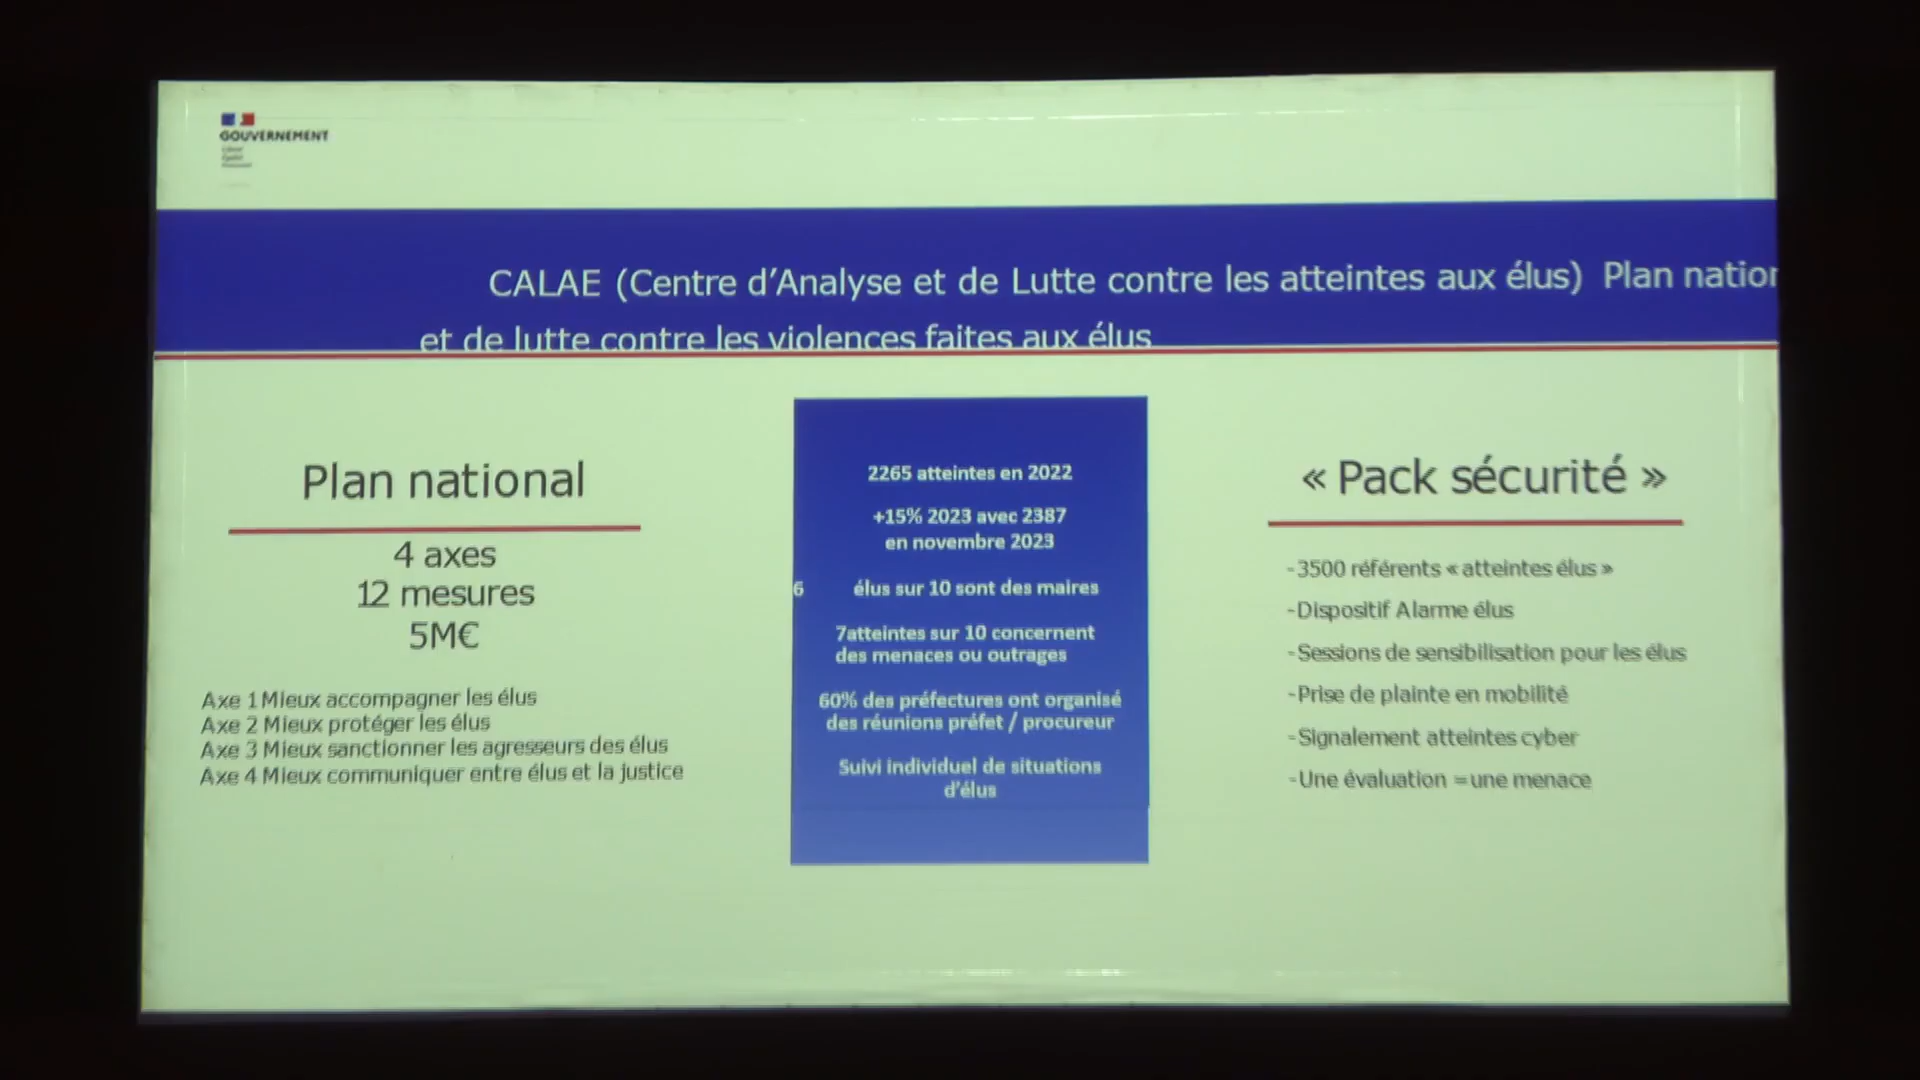 GOUVERNEMENT
Liberté
Égalité
Fraternité
CALAE (Centre d’Analyse et de Lutte contre les atteintes aux élus) Plan nation
et de lutte contre les violences faites aux élus
Plan national
4 axes
12 mesures
5M€
Axe 1 Mieux accompagner les élus
Axe 2 Mieux protéger les élus
Axe 3 Mieux sanctionner les agresseurs des élus
Axe 4 Mieux communiquer entre élus et la justice
2265 atteintes en 2022
+15% 2023 avec 2387
en novembre 2023
6 élus sur 10 sont des maires
7atteintes sur 10 concernent
des menaces ou outrages
60% des préfectures ont organisé
des réunions préfet / procureur
Suivi individuel de situations
d’élus
« Pack sécurité »
-3500 référents « atteintes élus »
-Dispositif Alarme élus
-Sessions de sensibilisation pour les élus
-Prise de plainte en mobilité
-Signalement atteintes cyber
-Une évaluation = une menace